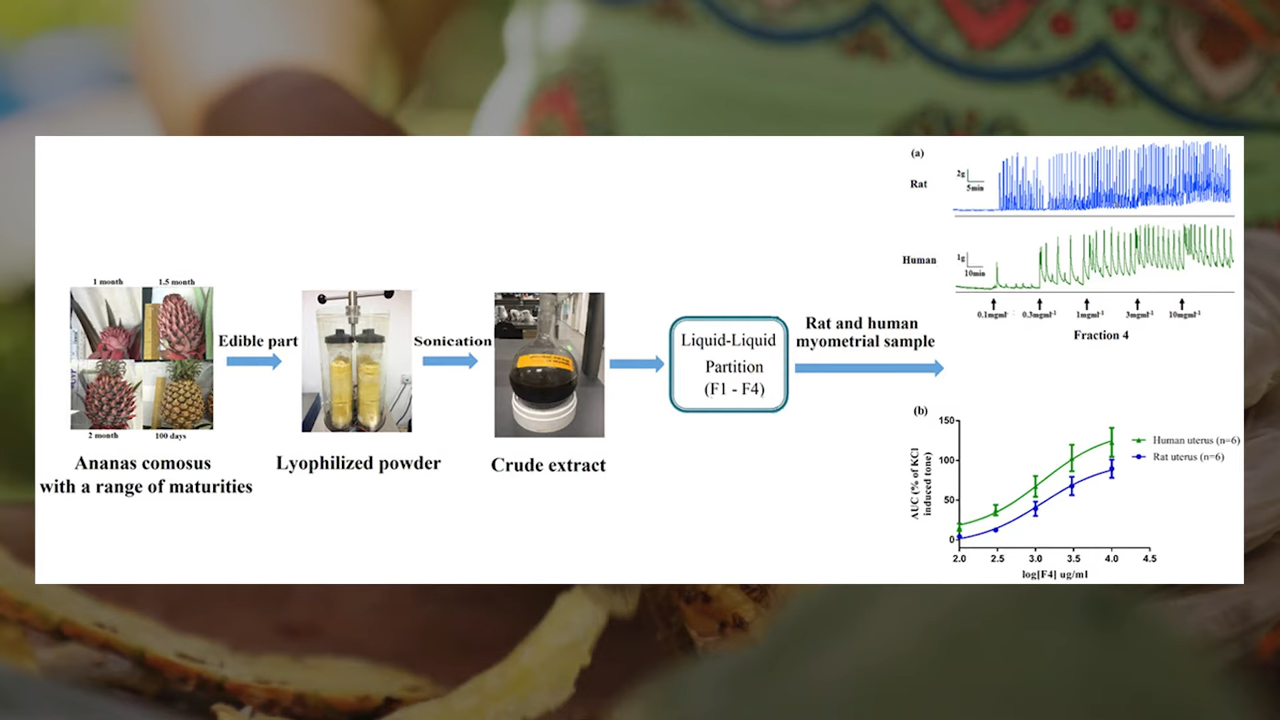 1 month
1.5 month
2 month
100 days
Ananas comosus
with a range of maturities
Edible part
Lyophilized powder
Sonication
Crude extract
Liquid-Liquid
Partition
(F1 - F4)
Rat and human
myometrial sample
(a)
Rat
2g
5min
Human
1g
10min
0.1mgml-1
0.3mgml-1
1mgml-1
3mgml-1
10mgml-1
Fraction 4
(b)
AUC (% of KCl
induced tone)
150
100
50
0
2.0
2.5
3.0
3.5
4.0
4.5
log[F4] ug/ml
Human uterus (n=6)
Rat uterus (n=6)